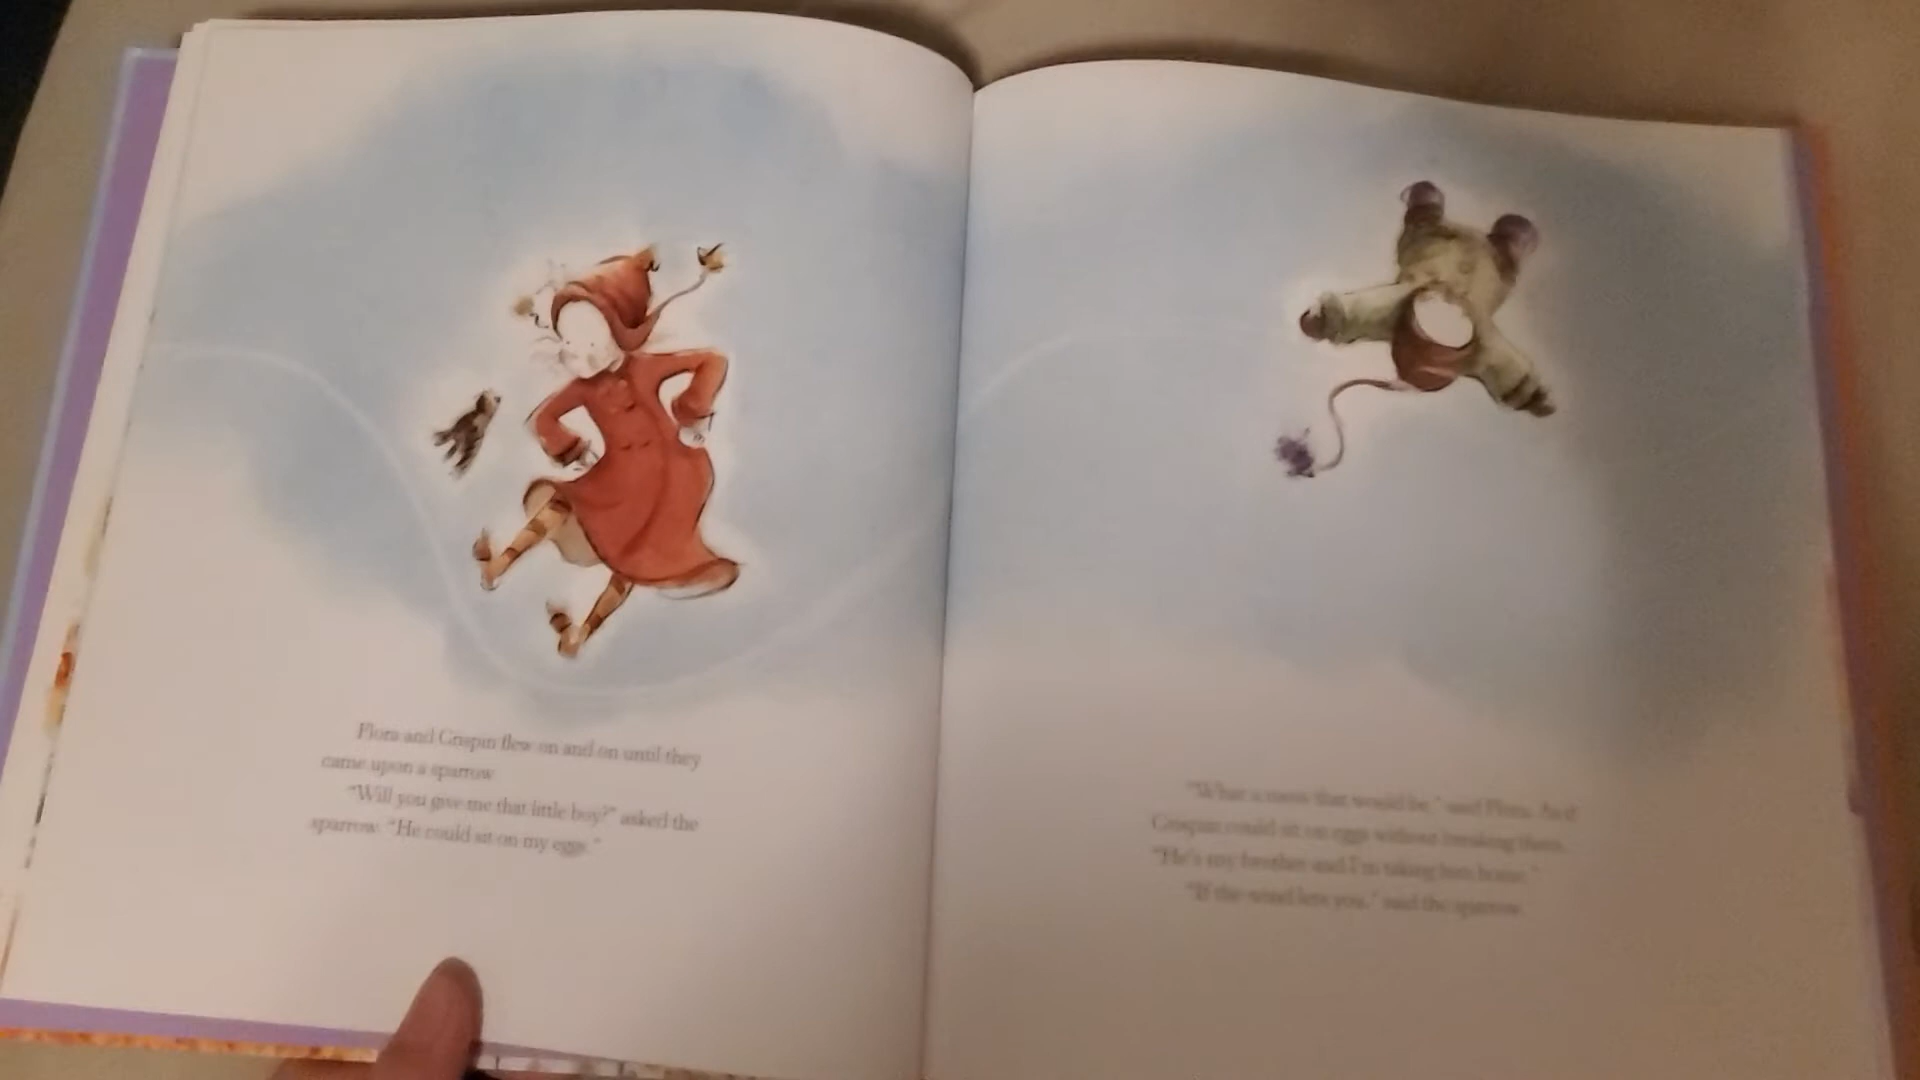 Flora and Crispin flew on and on until they
came upon a sparrow.
"Will you give me that little boy?" asked the
sparrow. "He could sit on my eggs."
"What a mess that would be," said Flora. And
Crispin could sit on eggs without breaking them.
"He's my brother and I'm taking him home."
"If the wind lets you," said the sparrow.